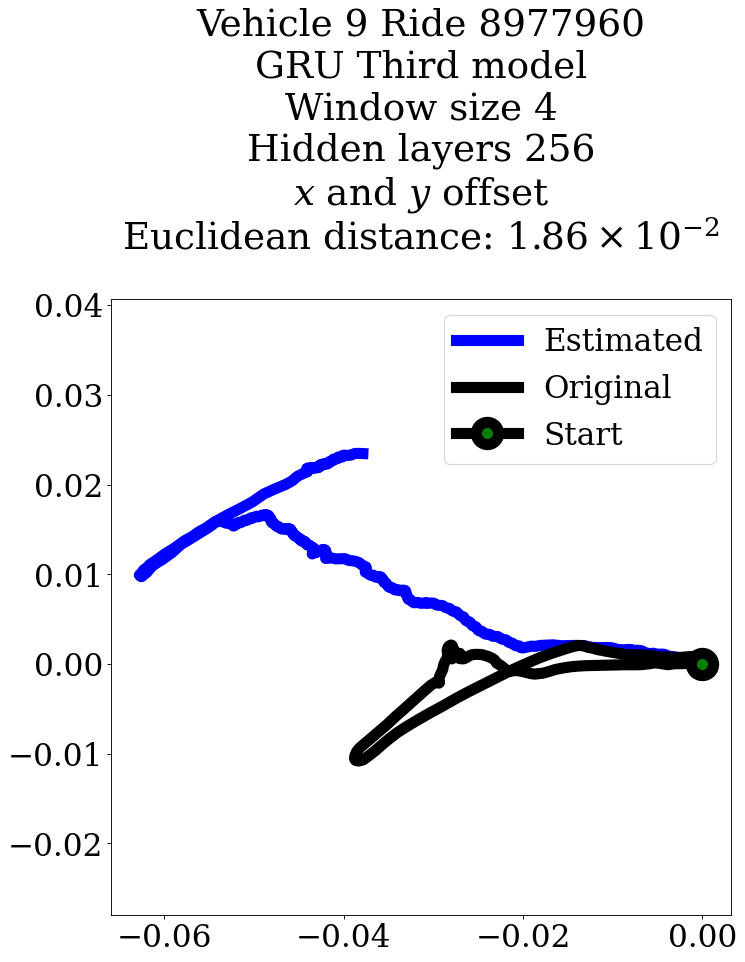 Vehicle 9 Ride 8977960
GRU Third model
Window size 4
Hidden layers 256
x and y offset
Euclidean distance: 1.86 × 10⁻²
0.04
0.03
0.02
0.01
0.00
−0.01
−0.02
Estimated
Original
Start
−0.06
−0.04
−0.02
0.00